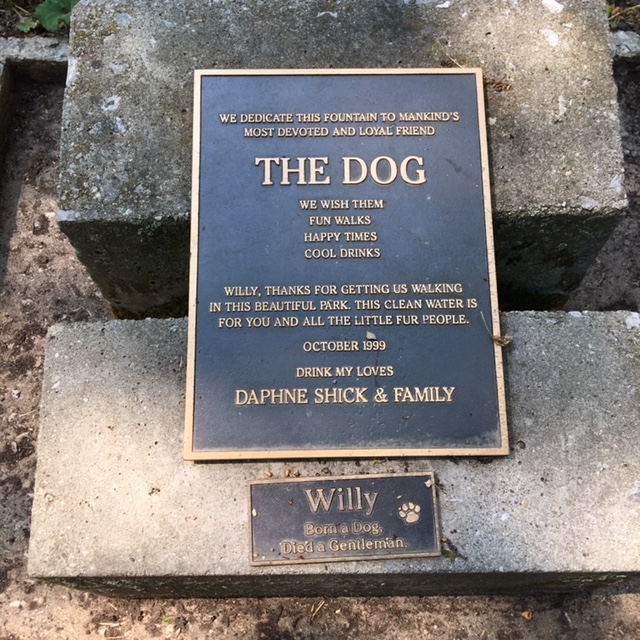 WE DEDICATE THIS FOUNTAIN TO MANKIND'S
MOST DEVOTED AND LOYAL FRIEND
THE DOG
WE WISH THEM
FUN WALKS
HAPPY TIMES
COOL DRINKS
WILLY, THANKS FOR GETTING US WALKING
IN THIS BEAUTIFUL PARK. THIS CLEAN WATER IS
FOR YOU AND ALL THE LITTLE FUR PEOPLE.
OCTOBER 1999
DRINK MY LOVES
DAPHNE SHICK & FAMILY
Willy
Born a Dog,
Died a Gentleman.